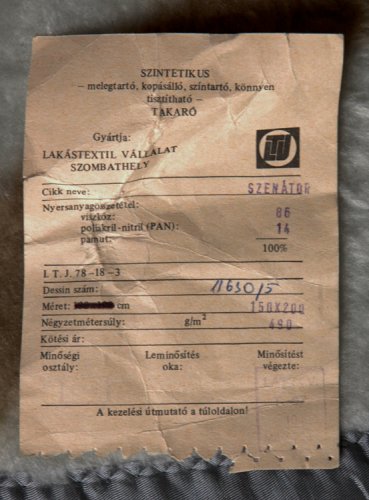 SZINTETIKUS
– melegtartó, kopásálló, színtartó, könnyen
tisztítható –
TAKARÓ
Gyártja:
LAKÁSTEXTIL VÁLLALAT
SZOMBATHELY
Cikk neve: SZENÁTOR
Nyersanyagösszetétel:
viszkóz: 86
poliakril-nitril (PAN): 14
pamut:
100%
I. T. J. 78–18–3
Dessin szám: 11630/5
Méret: cm 150X200
Négyzetmétersúly: g/m² 490
Kötési ár:
Minőségi Leminősítés Minősítést
osztály: oka: végezte:
A kezelési útmutató a túloldalon!